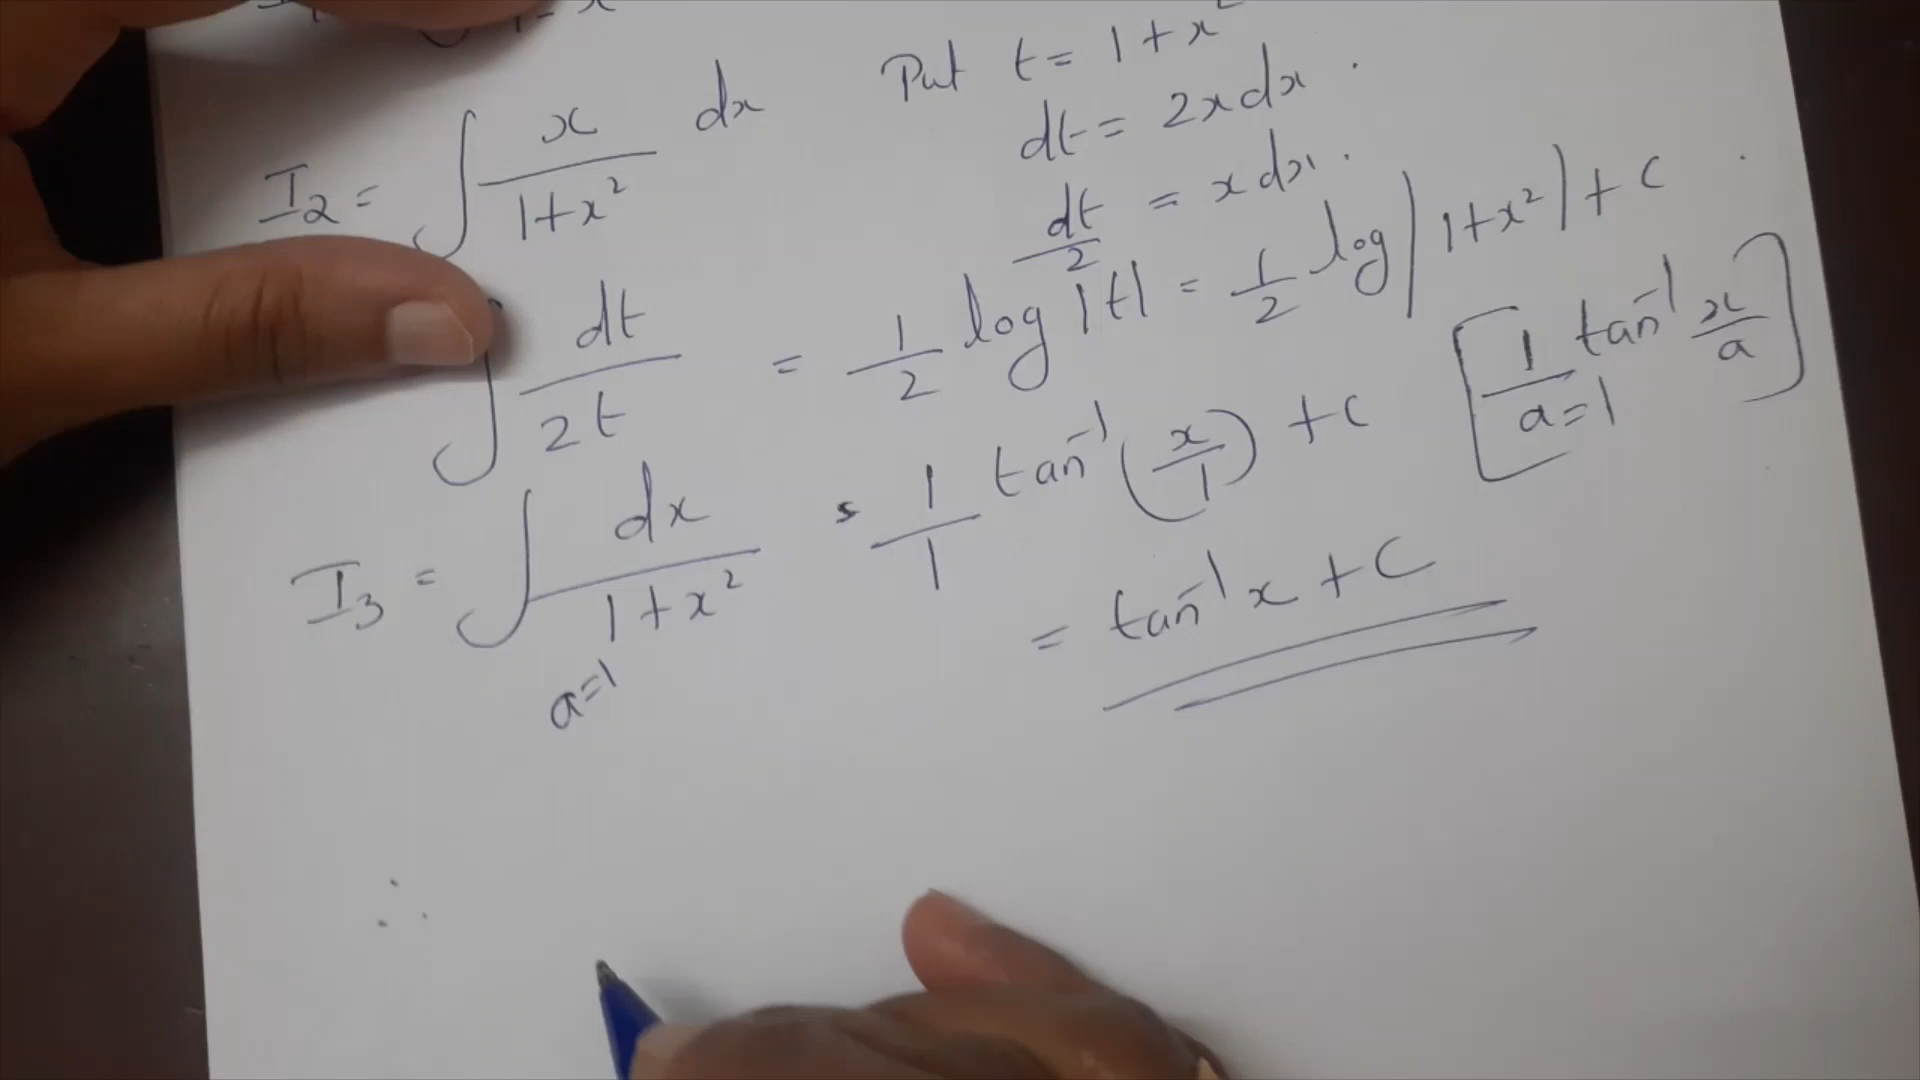 Put t = 1 + x²
I₂ = ∫ x/(1+x²) dx
dt = 2x dx .
dt/2 = x dx .
∫ dt/2t = 1/2 log |t| = 1/2 log |1+x²| + c
[1/a tan⁻¹ x/a]
a=1
I₃ = ∫ dx/(1+x²) = 1/1 tan⁻¹ (x/1) + c
a=1
= tan⁻¹ x + C
∴